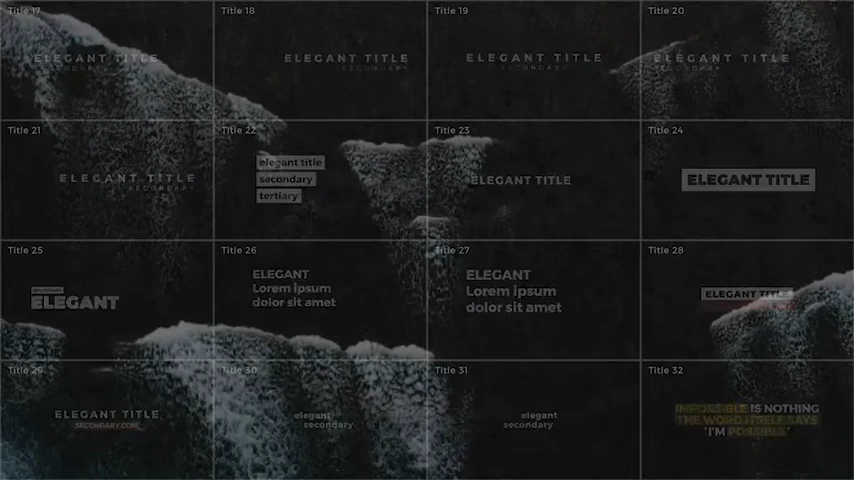 Title 17
ELEGANT TITLE
SECONDARY
Title 18
ELEGANT TITLE
SECONDARY
Title 19
ELEGANT TITLE
SECONDARY
Title 20
ELEGANT TITLE
SECONDARY
Title 21
ELEGANT TITLE
SECONDARY
Title 22
elegant title
secondary
tertiary
Title 23
ELEGANT TITLE
Title 24
ELEGANT TITLE
Title 25
ELEGANT
Title 26
ELEGANT
Lorem ipsum
dolor sit amet
Title 27
ELEGANT
Lorem ipsum
dolor sit amet
Title 28
ELEGANT TITLE
Title 29
ELEGANT TITLE
SECONDARY.COM
Title 30
elegant
secondary
Title 31
elegant
secondary
Title 32
IMPOSSIBLE IS NOTHING
THE WORD ITSELF SAYS
'I'M POSSIBLE.'